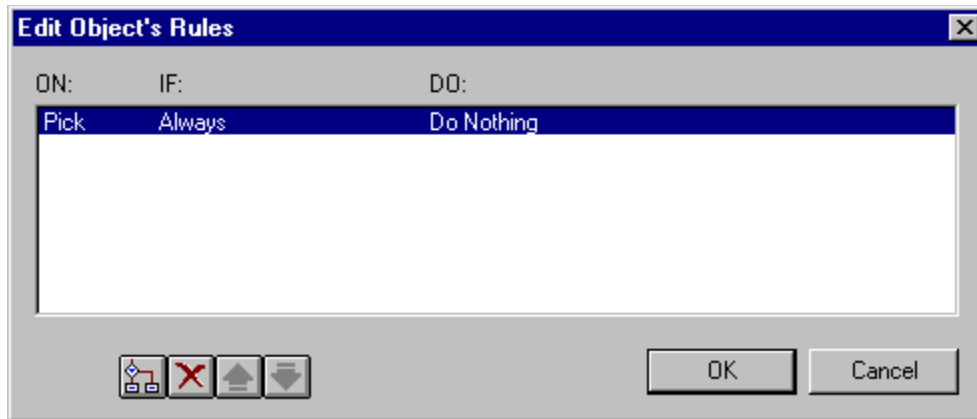 Edit Object's Rules
ON: IF: DO:
Pick Always Do Nothing
OK Cancel